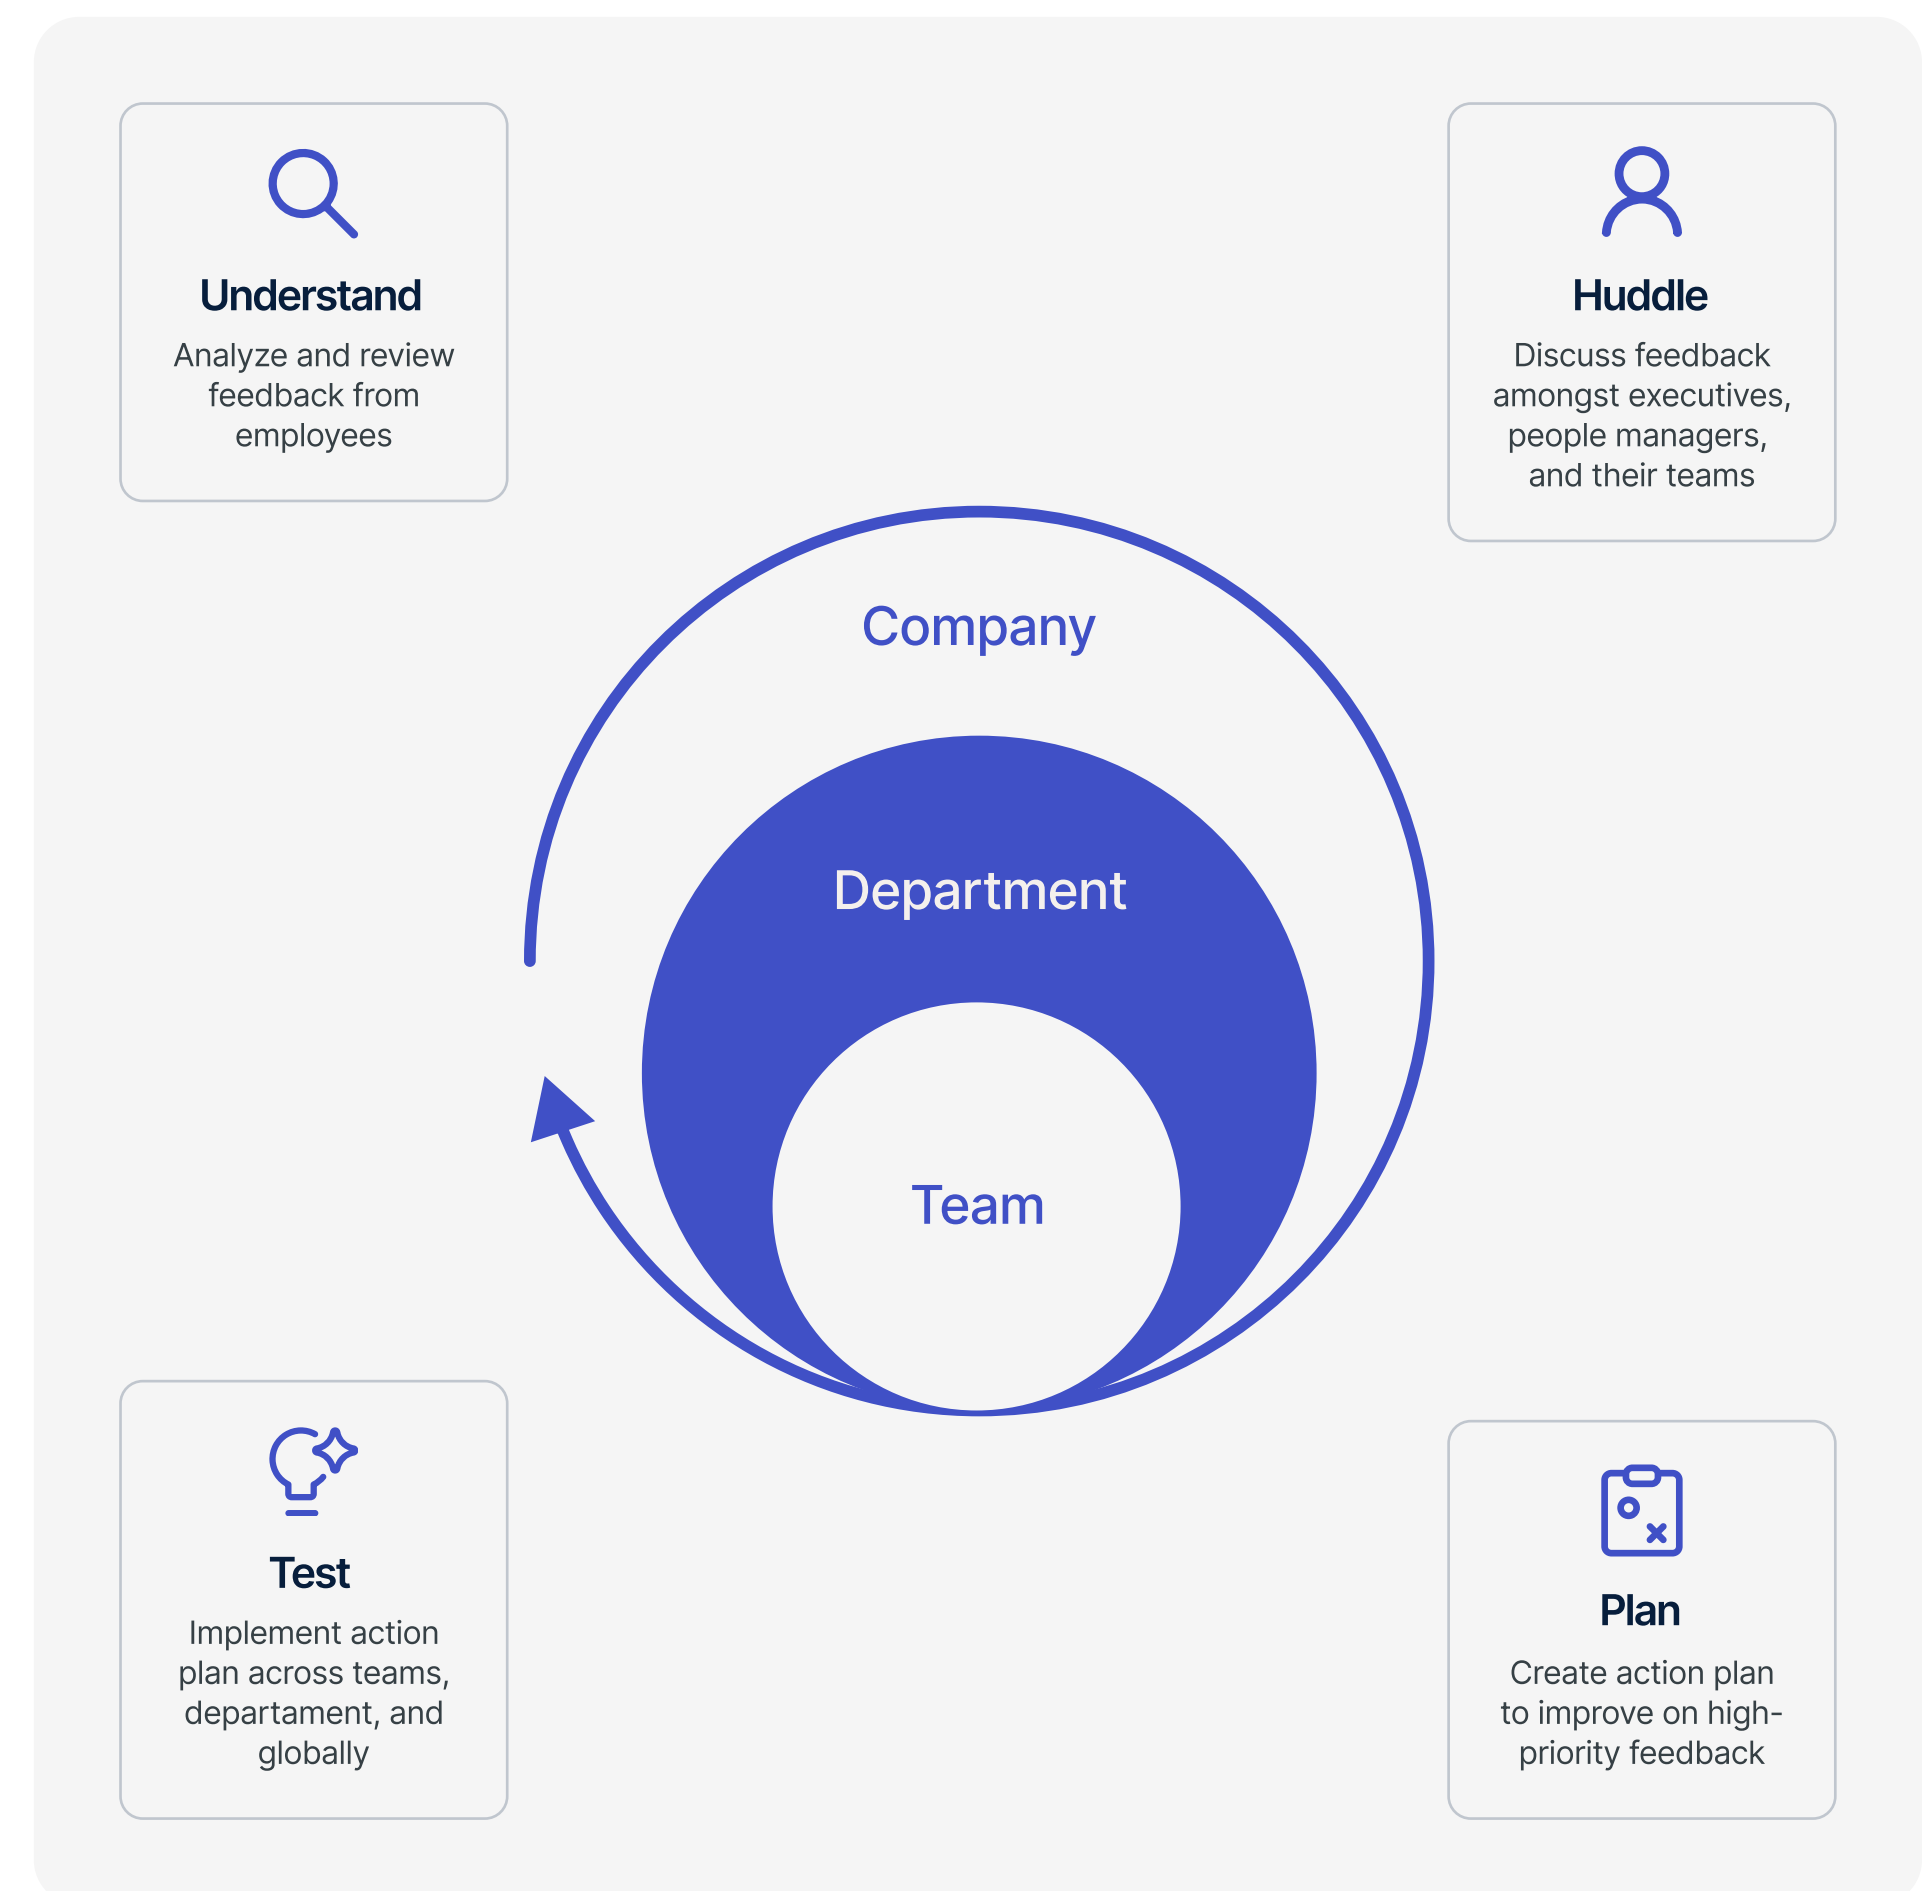 Understand
Analyze and review
feedback from
employees
Huddle
Discuss feedback
amongst executives,
people managers,
and their teams
Company
Department
Team
Test
Implement action
plan across teams,
departament, and
globally
Plan
Create action plan
to improve on high-
priority feedback